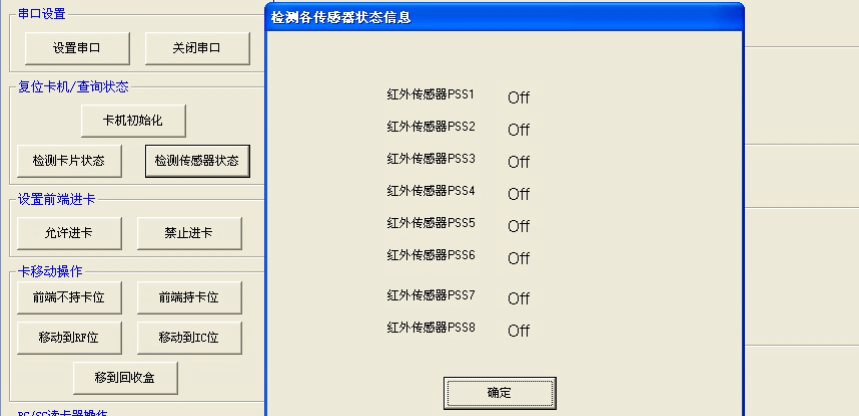 串口设置
设置串口
关闭串口
复位卡机/查询状态
卡机初始化
检测卡片状态
检测传感器状态
设置前端进卡
允许进卡
禁止进卡
卡移动操作
前端不持卡位
前端持卡位
移动到RF位
移动到IC位
移到回收盒
PC/SC读卡器操作
检测各传感器状态信息
红外传感器PSS1 Off
红外传感器PSS2 Off
红外传感器PSS3 Off
红外传感器PSS4 Off
红外传感器PSS5 Off
红外传感器PSS6 Off
红外传感器PSS7 Off
红外传感器PSS8 Off
确定